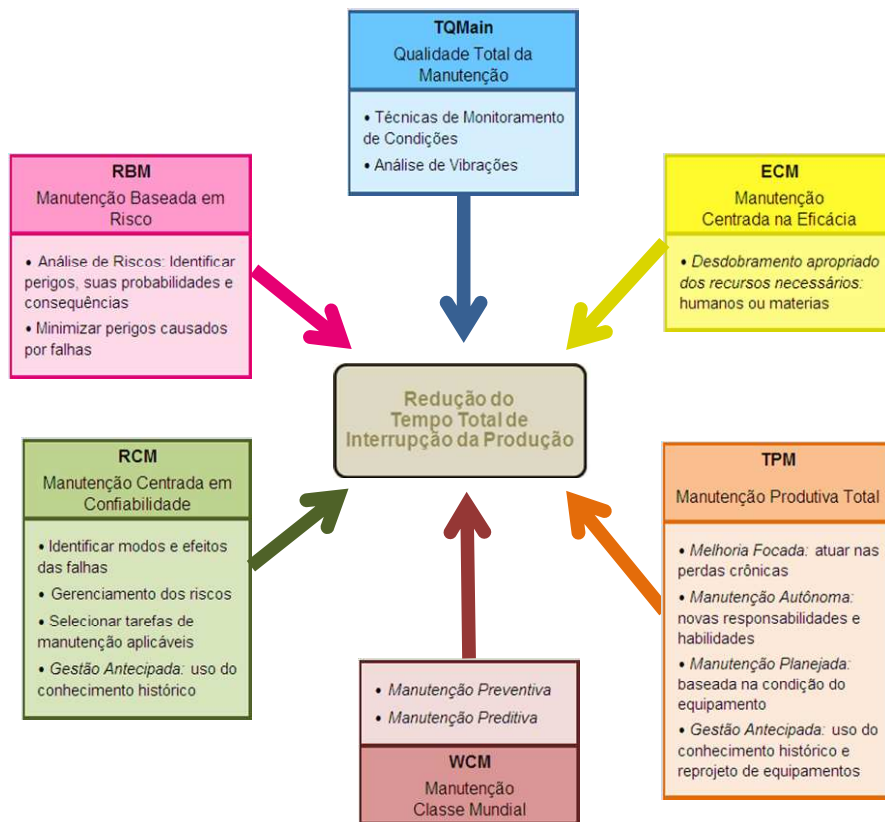 TQMain
Qualidade Total da
Manutenção
• Técnicas de Monitoramento
de Condições
• Análise de Vibrações
RBM
Manutenção Baseada em
Risco
• Análise de Riscos: Identificar
perigos, suas probabilidades e
consequências
• Minimizar perigos causados
por falhas
ECM
Manutenção
Centrada na Eficácia
• Desdobramento apropriado
dos recursos necessários:
humanos ou materias
Redução do
Tempo Total de
Interrupção da Produção
RCM
Manutenção Centrada em
Confiabilidade
• Identificar modos e efeitos
das falhas
• Gerenciamento dos riscos
• Selecionar tarefas de
manutenção aplicáveis
• Gestão Antecipada: uso do
conhecimento histórico
TPM
Manutenção Produtiva Total
• Melhoria Focada: atuar nas
perdas crônicas
• Manutenção Autônoma:
novas responsabilidades e
habilidades
• Manutenção Planejada:
baseada na condição do
equipamento
• Gestão Antecipada: uso do
conhecimento histórico e
reprojeto de equipamentos
• Manutenção Preventiva
• Manutenção Preditiva
WCM
Manutenção
Classe Mundial